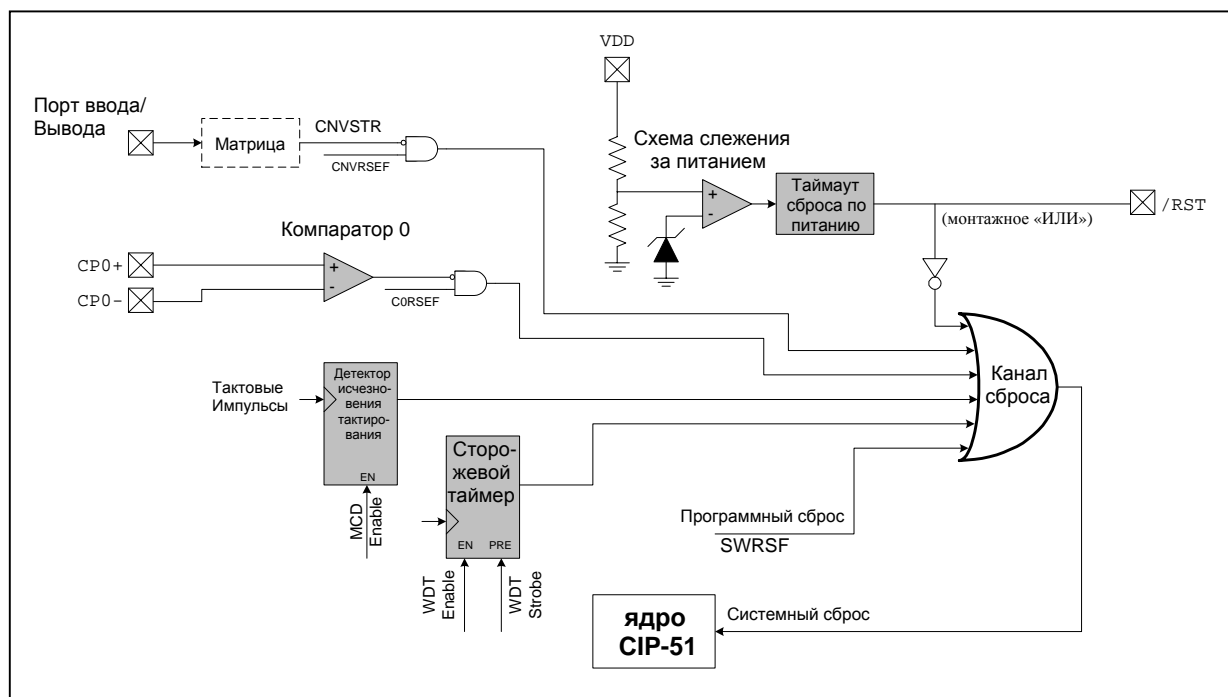 VDD
Порт ввода/
Вывода
Матрица
CNVSTR
CNVRSEF
Схема слежения
за питанием
+
-
Таймаут
сброса по
питанию
(монтажное «ИЛИ»)
/RST
Компаратор 0
CP0+
CP0-
+
-
C0RSEF
Тактовые
Импульсы
Детектор
исчезно-
вения
тактиро-
вания
EN
MCD
Enable
Сторо-
жевой
таймер
EN PRE
WDT
Enable
WDT
Strobe
Канал
сброса
Программный сброс
SWRSF
ядро
CIP-51
Системный сброс